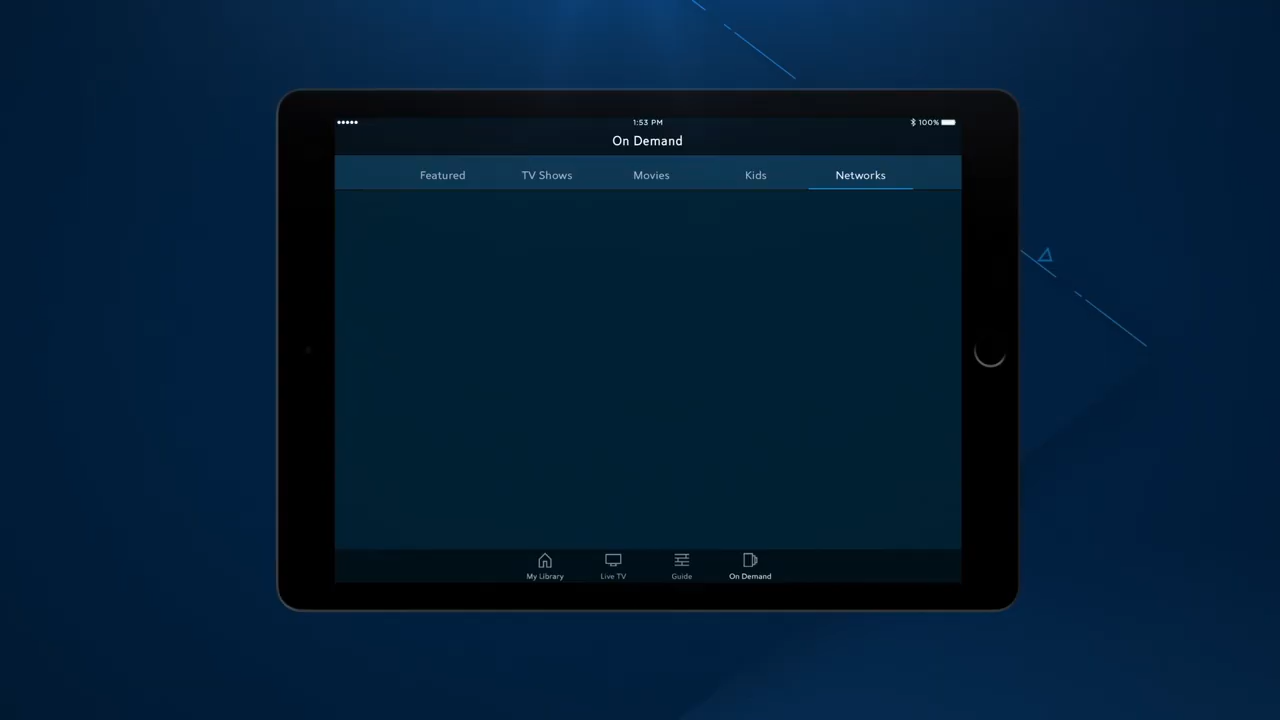 1:53 PM
100%
On Demand
Featured TV Shows Movies Kids Networks
My Library Live TV Guide On Demand